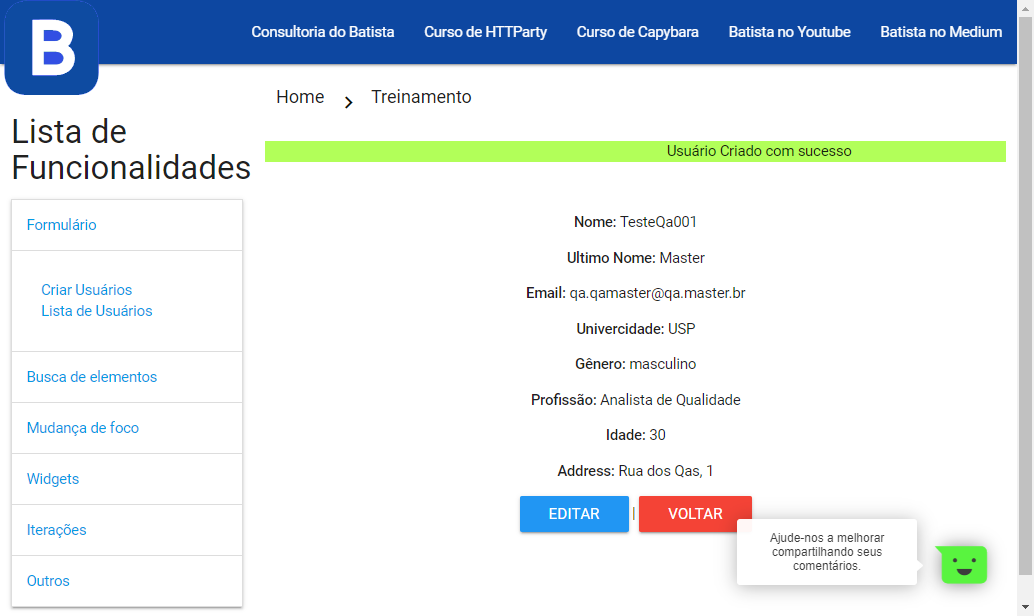 B
Consultoria do Batista Curso de HTTParty Curso de Capybara Batista no Youtube Batista no Medium
Home Treinamento
Lista de
Funcionalidades
Formulário
Criar Usuários
Lista de Usuários
Busca de elementos
Mudança de foco
Widgets
Iterações
Outros
Usuário Criado com sucesso
Nome: TesteQa001
Ultimo Nome: Master
Email: qa.qamaster@qa.master.br
Univercidade: USP
Gênero: masculino
Profissão: Analista de Qualidade
Idade: 30
Address: Rua dos Qas, 1
EDITAR | VOLTAR
Ajude-nos a melhorar
compartilhando seus
comentários.